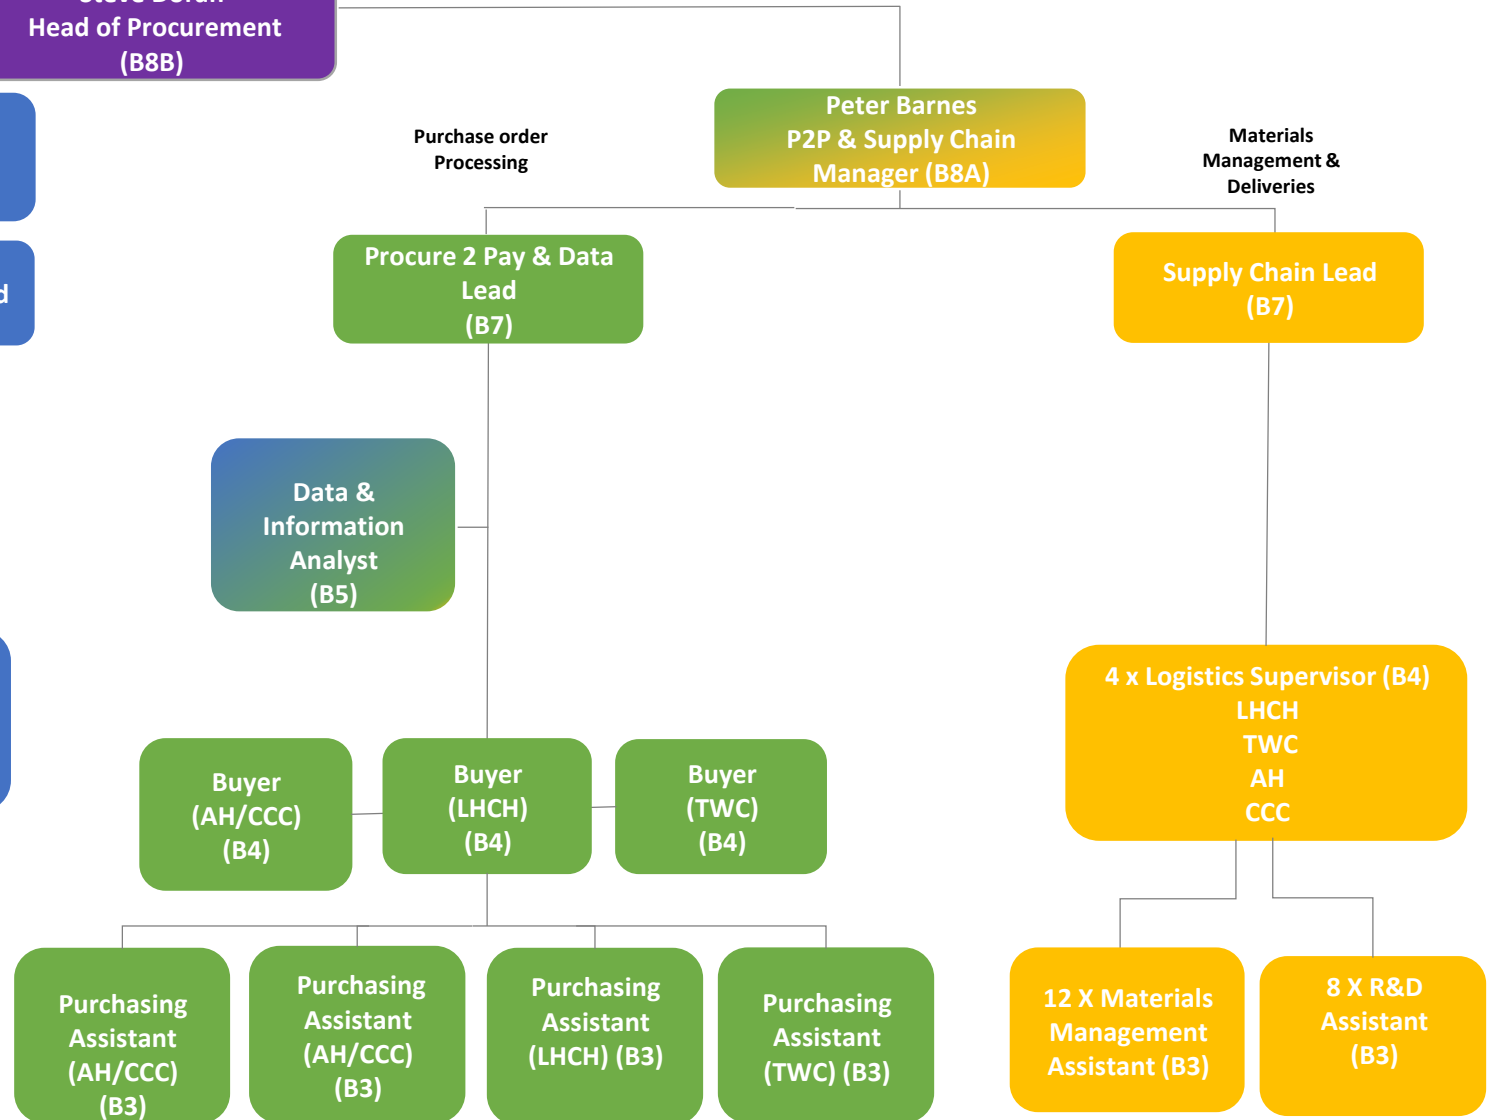 Head of Procurement
(B8B)
Peter Barnes
P2P & Supply Chain
Manager (B8A)
Purchase order
Processing
Materials
Management &
Deliveries
Procure 2 Pay & Data
Lead
(B7)
Supply Chain Lead
(B7)
Data &
Information
Analyst
(B5)
4 x Logistics Supervisor (B4)
LHCH
TWC
AH
CCC
Buyer
(AH/CCC)
(B4)
Buyer
(LHCH)
(B4)
Buyer
(TWC)
(B4)
Purchasing
Assistant
(AH/CCC)
(B3)
Purchasing
Assistant
(AH/CCC)
(B3)
Purchasing
Assistant
(LHCH) (B3)
Purchasing
Assistant
(TWC) (B3)
12 X Materials
Management
Assistant (B3)
8 X R&D
Assistant
(B3)